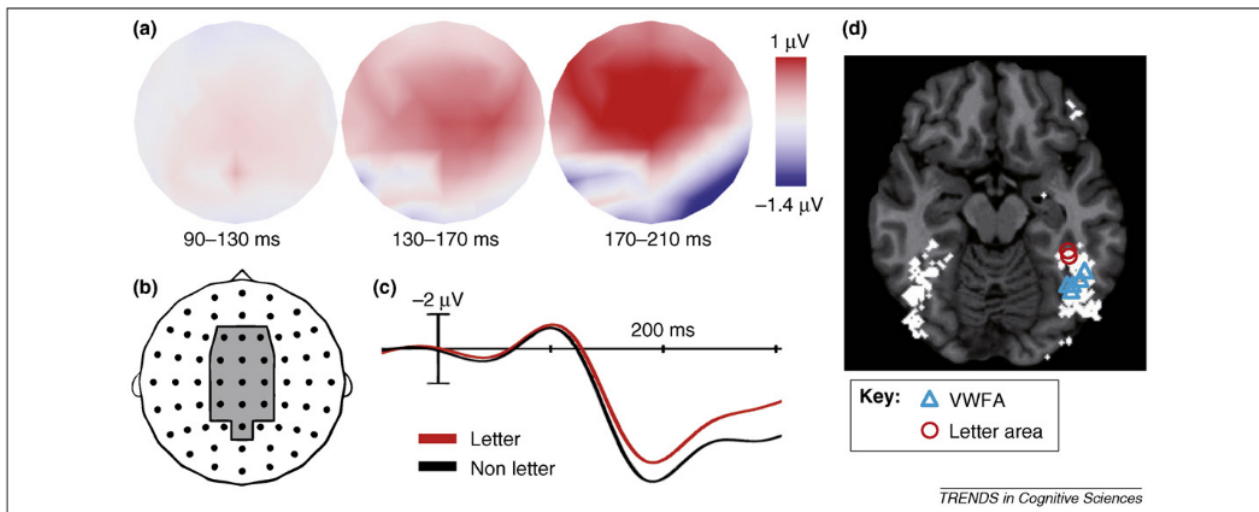 (a)
1 μV
−1.4 μV
90–130 ms
130–170 ms
170–210 ms
(b)
(c)
−2 μV
200 ms
Letter
Non letter
(d)
Key:
VWFA
Letter area
TRENDS in Cognitive Sciences